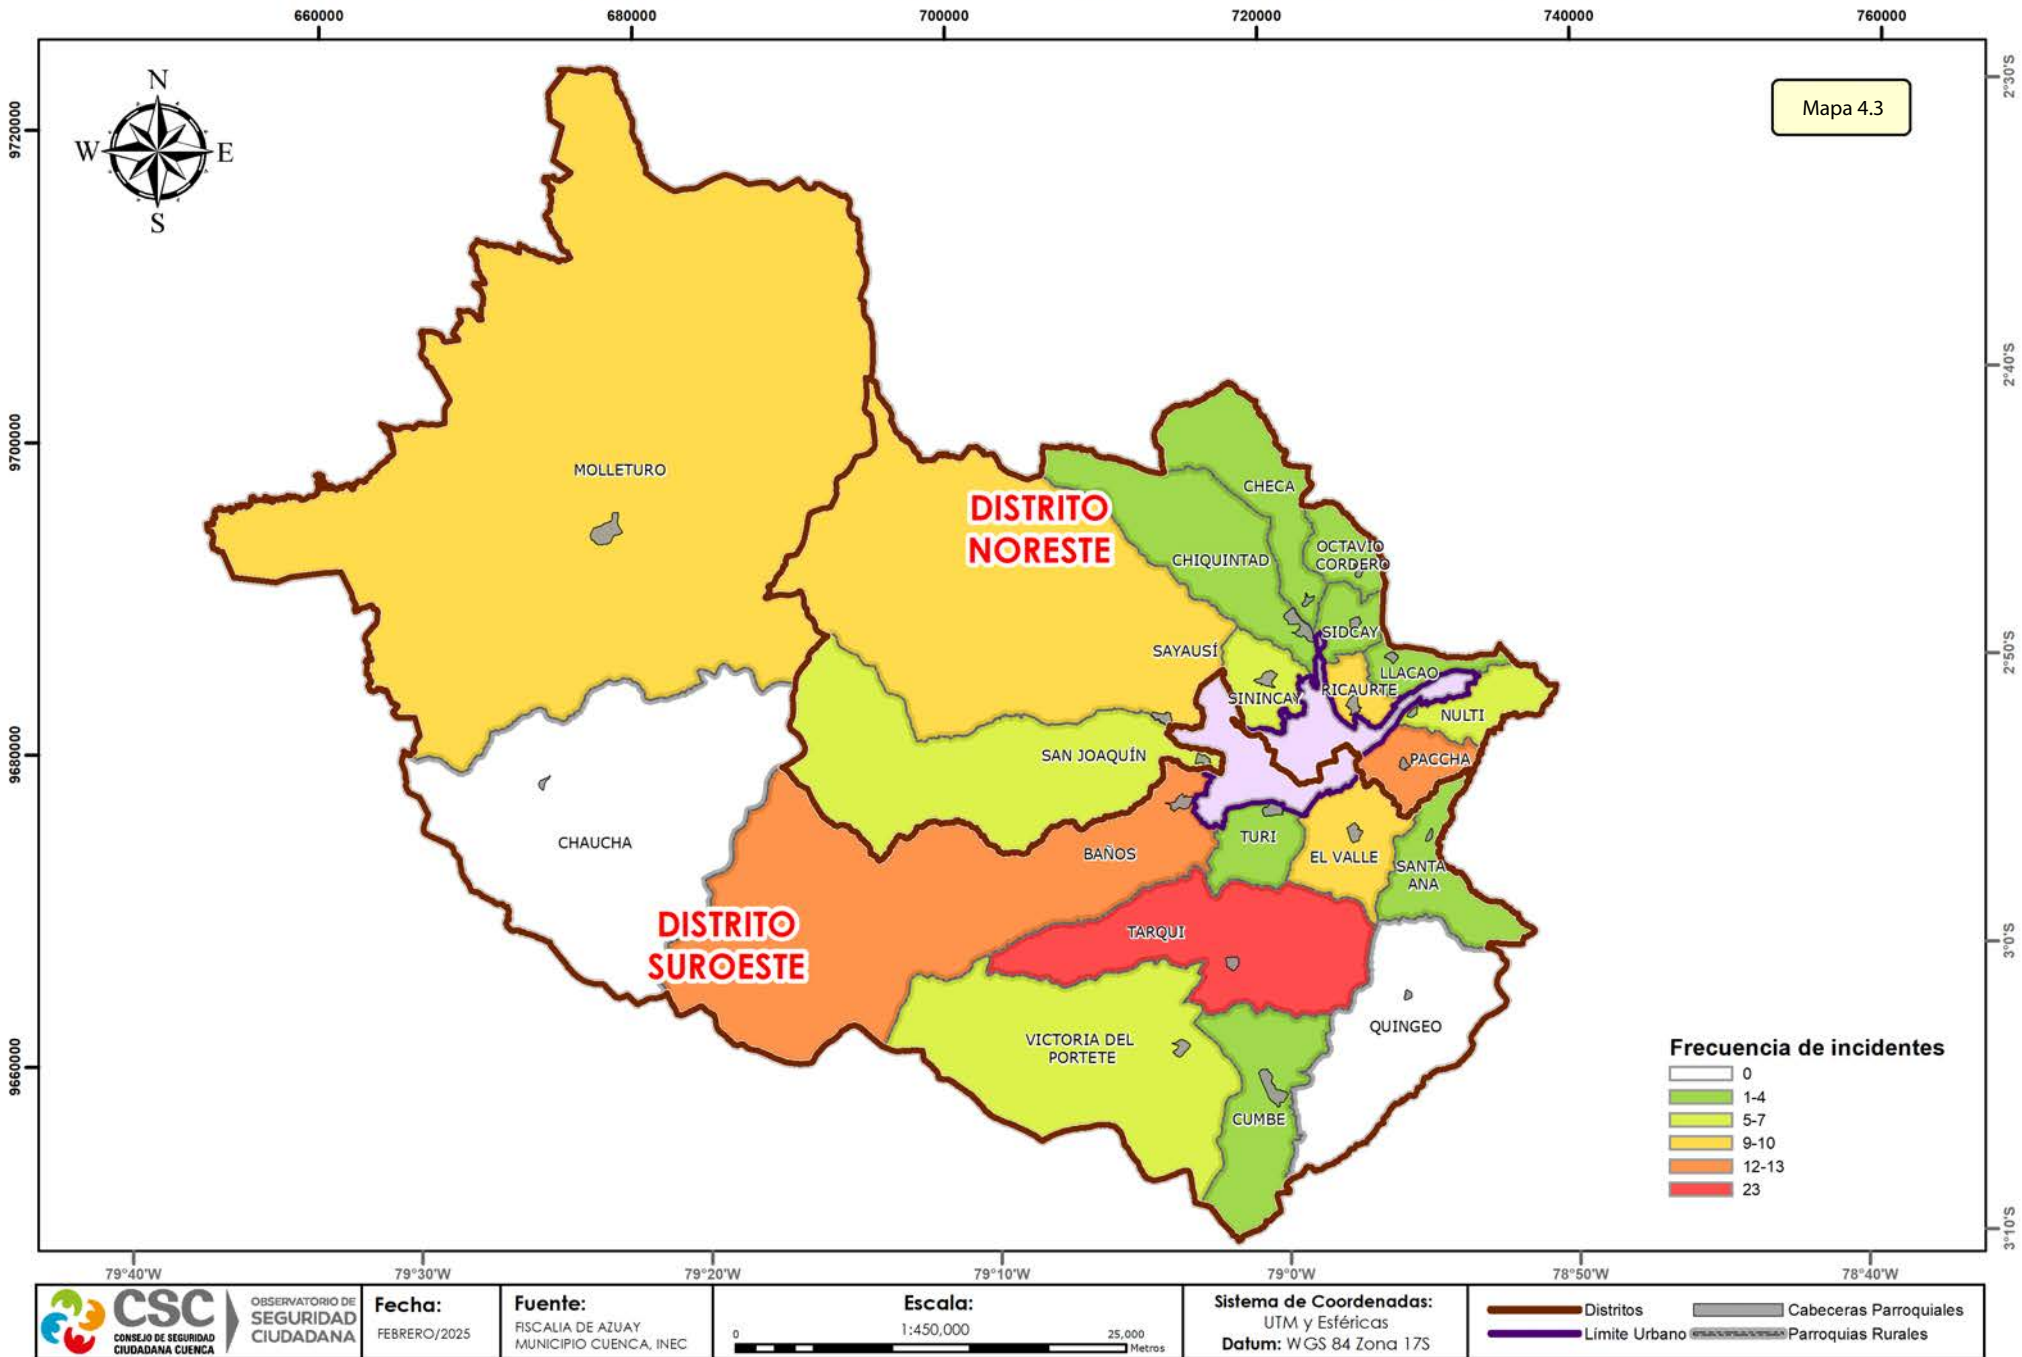 660000
680000
700000
720000
740000
760000
2°30'S
2°40'S
2°50'S
3°0'S
3°10'S
9720000
9700000
9680000
9660000
79°40'W
79°30'W
79°20'W
79°10'W
79°0'W
78°50'W
78°40'W
N
W
E
S
Mapa 4.3
MOLLETURO
DISTRITO
NORESTE
CHECA
CHIQUINTAD
OCTAVIO
CORDERO
SIDCAY
SAYAUSÍ
LLACAO
RICAURTE
SININCAY
NULTI
SAN JOAQUÍN
PACCHA
CHAUCHA
TURI
BAÑOS
EL VALLE
SANTA
ANA
DISTRITO
SUROESTE
TARQUI
QUINGEO
VICTORIA DEL
PORTETE
CUMBE
Frecuencia de incidentes
0
1-4
5-7
9-10
12-13
23
CSC
CONSEJO DE SEGURIDAD
CIUDADANA CUENCA
OBSERVATORIO DE
SEGURIDAD
CIUDADANA
Fecha:
FEBRERO/2025
Fuente:
FISCALIA DE AZUAY
MUNICIPIO CUENCA, INEC
Escala:
1:450,000
0
25,000
Metros
Sistema de Coordenadas:
UTM y Esféricas
Datum: WGS 84 Zona 17S
Distritos
Límite Urbano
Cabeceras Parroquiales
Parroquias Rurales